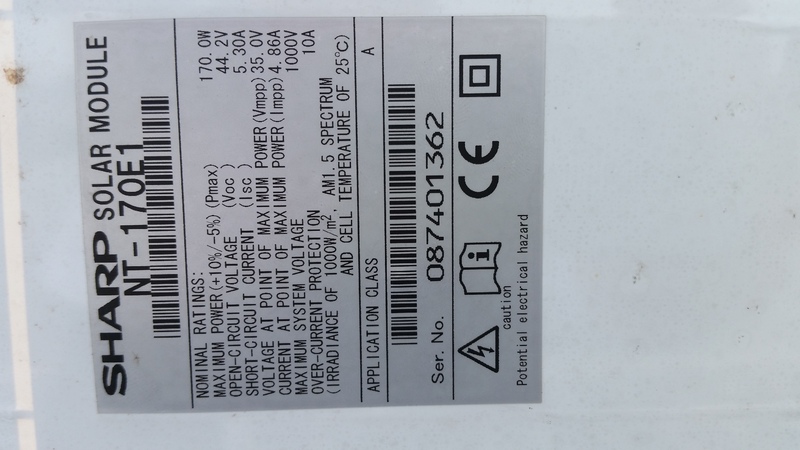 SHARP SOLAR MODULE
NT-170E1
NOMINAL RATINGS:
MAXIMUM POWER(+10%/-5%) (Pmax) 170.0W
OPEN-CIRCUIT VOLTAGE (Voc ) 44.2V
SHORT-CIRCUIT CURRENT (Isc ) 5.30A
VOLTAGE AT POINT OF MAXIMUM POWER(Vmpp) 35.0V
CURRENT AT POINT OF MAXIMUM POWER(Impp) 4.86A
MAXIMUM SYSTEM VOLTAGE 1000V
OVER-CURRENT PROTECTION 10A
(IRRADIANCE OF 1000W/m², AM1.5 SPECTRUM
AND CELL TEMPERATURE OF 25°C)
APPLICATION CLASS A
Ser. No. 087401362
CE
caution
Potential electrical hazard